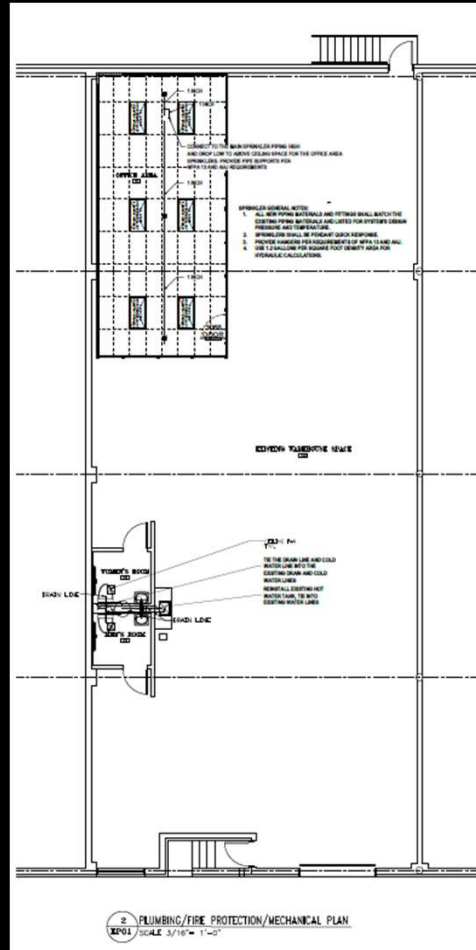 1 INCH
1 INCH
CONNECT TO THE MAIN SPRINKLER PIPING HIGH
AND DROP LOW TO ABOVE CEILING SPACE FOR THE OFFICE AREA
SPRINKLERS. PROVIDE PIPE SUPPORTS PER
NFPA 13 AND AHJ REQUIREMENTS
OFFICE AREA
1 INCH
SPRINKLER GENERAL NOTES:
1. ALL NEW PIPING MATERIALS AND FITTINGS SHALL MATCH THE
EXISTING PIPING MATERIALS AND LISTED FOR SYSTEM'S DESIGN
PRESSURE AND TEMPERATURE.
2. SPRINKLERS SHALL BE PENDANT QUICK RESPONSE.
3. PROVIDE HANGERS PER REQUIREMENTS OF NFPA 13 AND AHJ.
4. USE 1.2 GALLONS PER SQUARE FOOT DENSITY AREA FOR
HYDRAULIC CALCULATIONS.
1 INCH
DOOR
EXISTING WAREHOUSE SPACE
WOMEN'S ROOM
TIE THE DRAIN LINE AND COLD
WATER LINE INTO THE
EXISTING DRAIN AND COLD
WATER LINES
DRAIN LINE
REINSTALL EXISTING HOT
WATER TANK, TIE INTO
EXISTING WATER LINES
DRAIN LINE
MEN'S ROOM
2
XP01
PLUMBING/FIRE PROTECTION/MECHANICAL PLAN
SCALE 3/16"= 1'-0"